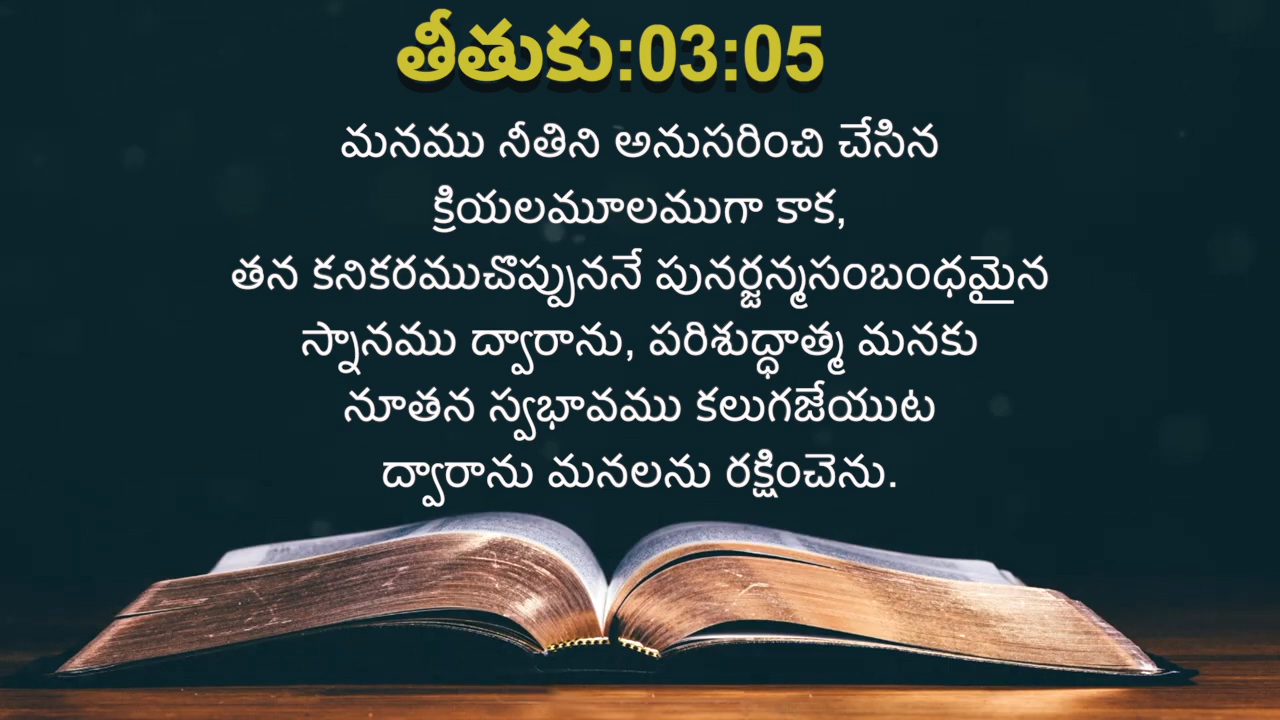 తీతుకు:03:05
మనము నీతిని అనుసరించి చేసిన
క్రియలమూలముగా కాక,
తన కనికరముచొప్పుననే పునర్జన్మసంబంధమైన
స్నానము ద్వారాను, పరిశుద్ధాత్మ మనకు
నూతన స్వభావము కలుగజేయుట
ద్వారాను మనలను రక్షించెను.